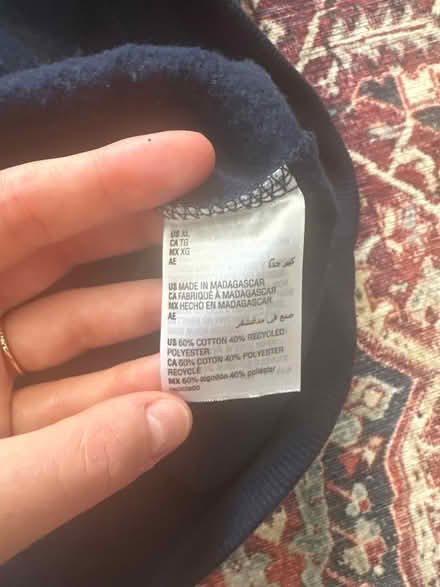 US XL
CA TG
MX XG
AE كبير جدًا
US MADE IN MADAGASCAR
CA FABRIQUÉ À MADAGASCAR
MX HECHO EN MADAGASCAR
AE صنع في مدغشقر
US 60% COTTON 40% RECYCLED
POLYESTER
CA 60% COTON 40% POLYESTER
RECYCLÉ
MX 60% algodón 40% poliéster
reciclado